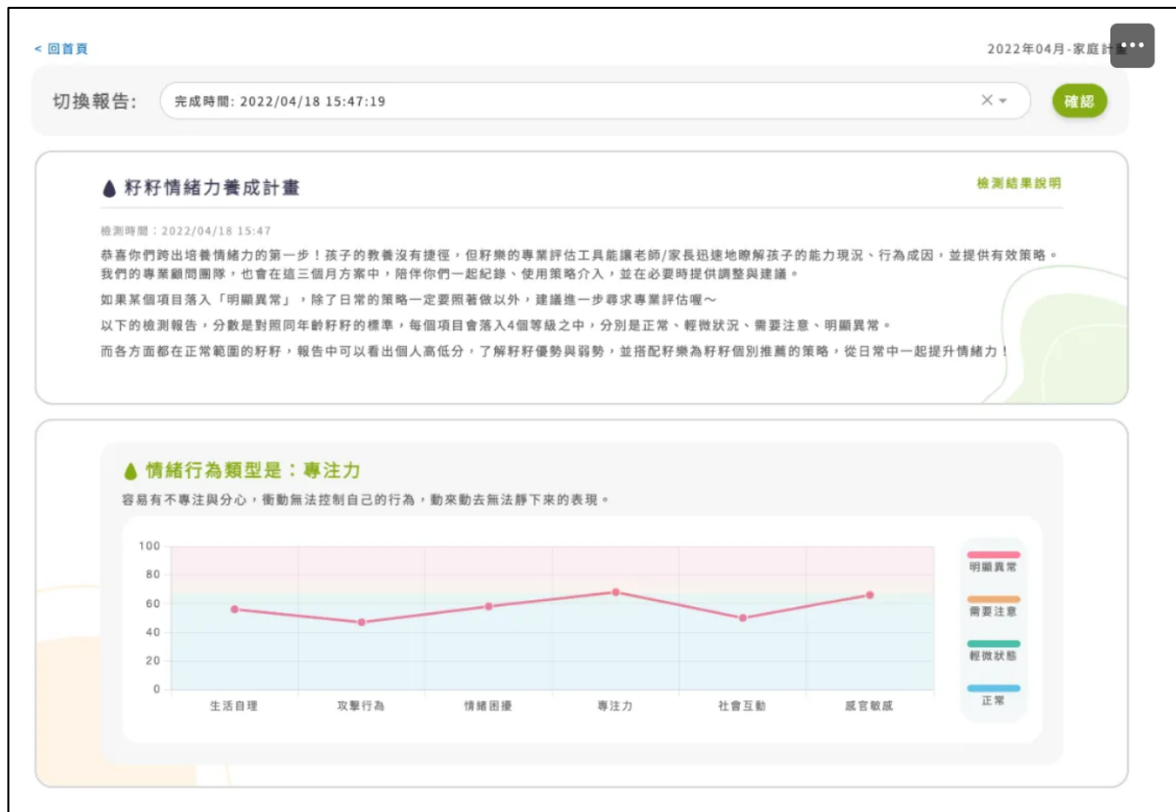 < 回首頁
2022年04月-家庭計
切換報告:
完成時間: 2022/04/18 15:47:19
確認
籽籽情緒力養成計畫
檢測結果說明
檢測時間：2022/04/18 15:47
恭喜你們跨出培養情緒力的第一步！孩子的教養沒有捷徑，但籽樂的專業評估工具能讓老師/家長迅速地瞭解孩子的能力現況、行為成因，並提供有效策略。
我們的專業顧問團隊，也會在這三個月方案中，陪伴你們一起紀錄、使用策略介入，並在必要時提供調整與建議。
如果某個項目落入「明顯異常」，除了日常的策略一定要照著做以外，建議進一步尋求專業評估喔～
以下的檢測報告，分數是對照同年齡籽籽的標準，每個項目會落入4個等級之中，分別是正常、輕微狀況、需要注意、明顯異常。
而各方面都在正常範圍的籽籽，報告中可以看出個人高低分，了解籽籽優勢與弱勢，並搭配籽樂為籽籽個別推薦的策略，從日常中一起提升情緒力！
情緒行為類型是：專注力
容易有不專注與分心，衝動無法控制自己的行為，動來動去無法靜下來的表現。
100
80
60
40
20
0
生活自理
攻擊行為
情緒困擾
專注力
社會互動
感官敏感
明顯異常
需要注意
輕微狀態
正常